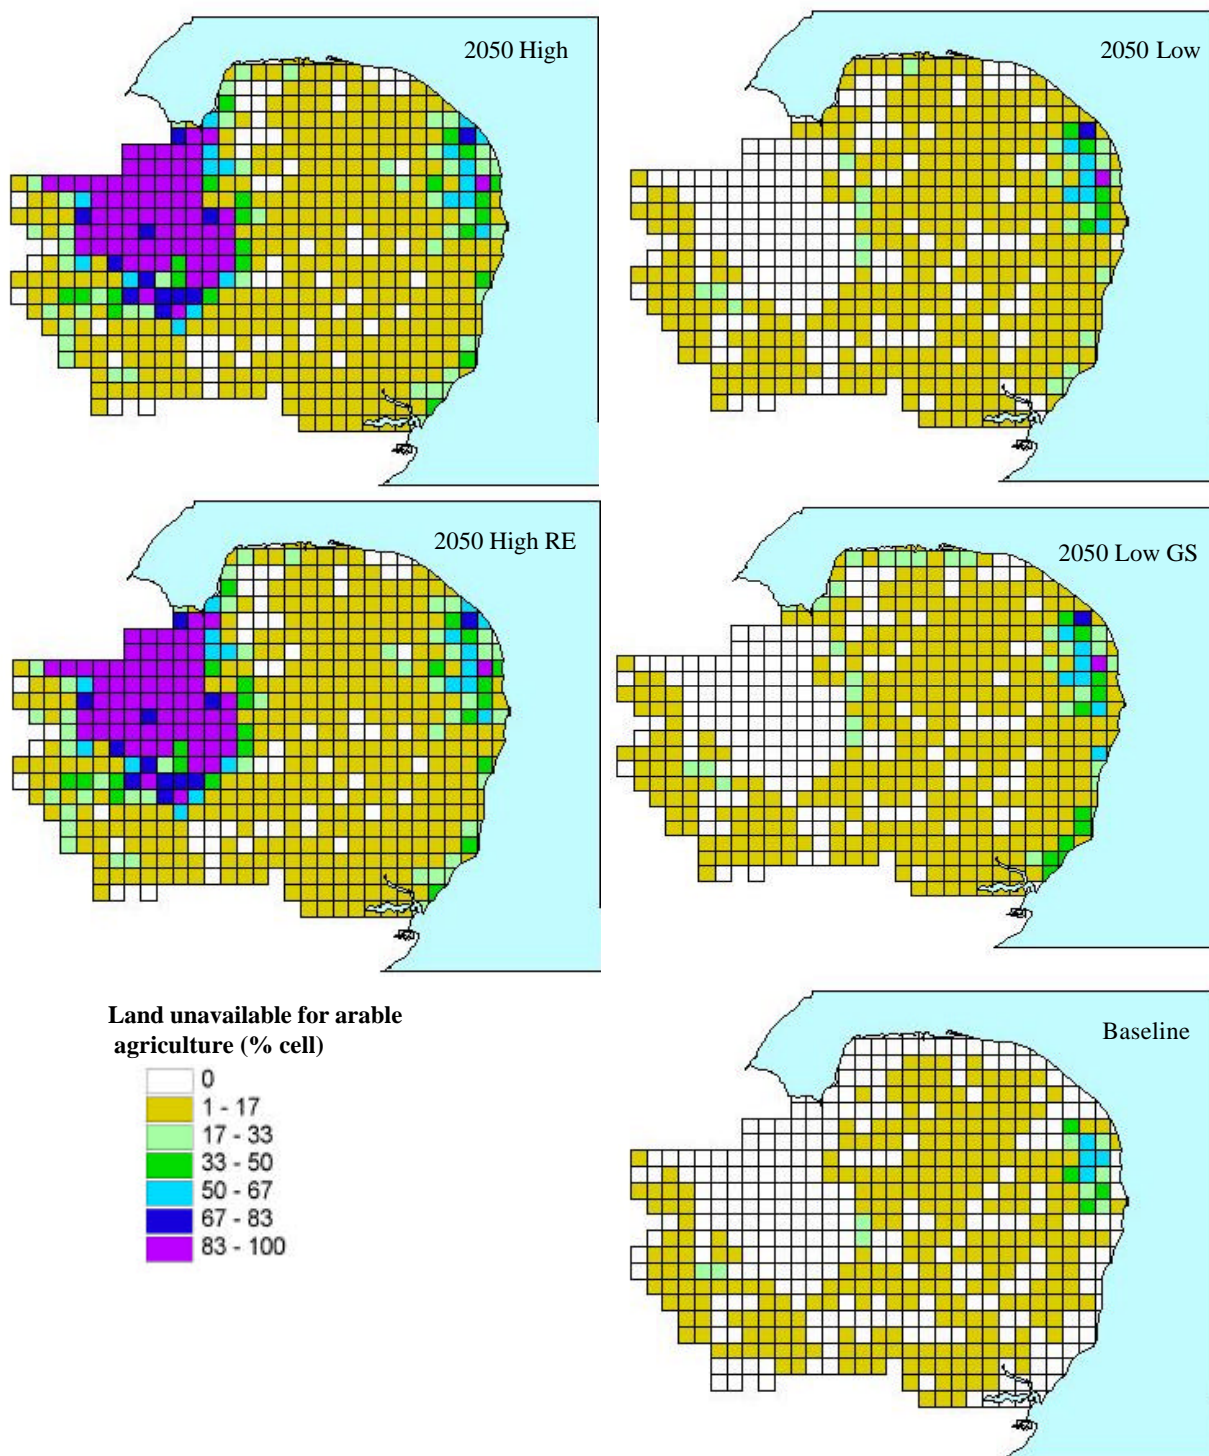 2050 High
2050 Low
2050 High RE
2050 Low GS
Baseline
Land unavailable for arable
agriculture (% cell)
0
1 - 17
17 - 33
33 - 50
50 - 67
67 - 83
83 - 100